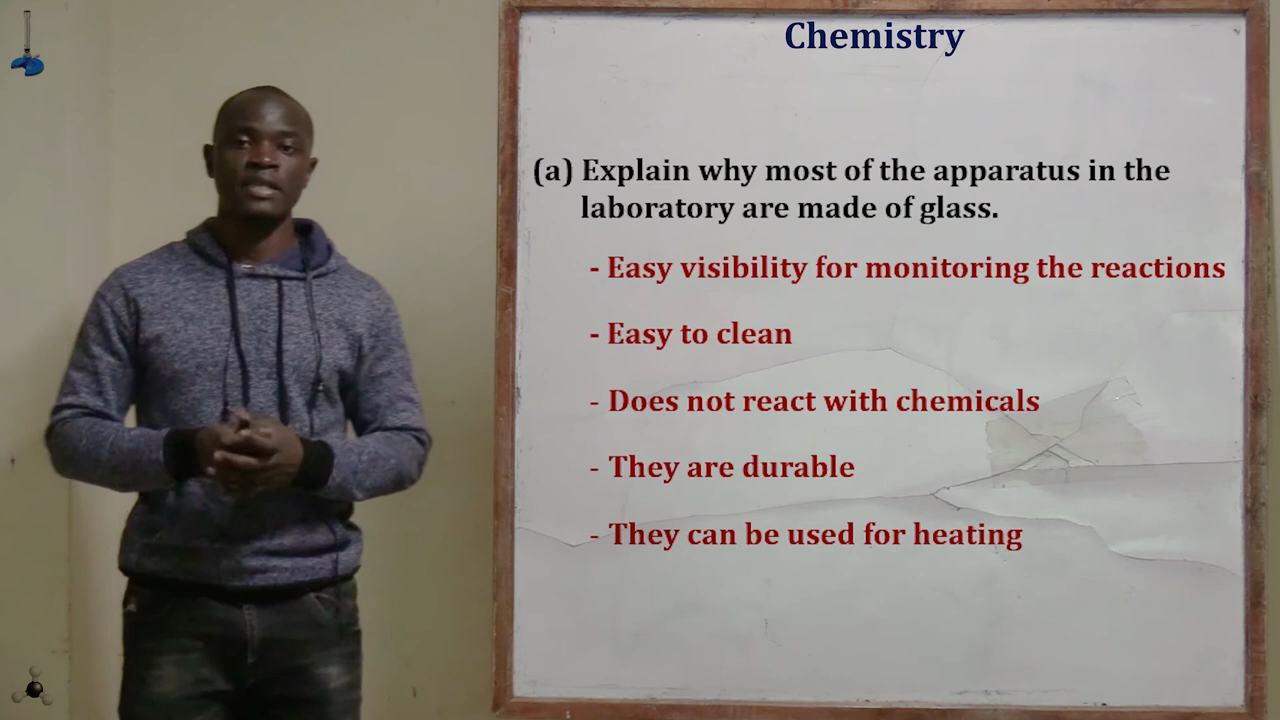 Chemistry
(a) Explain why most of the apparatus in the
laboratory are made of glass.
- Easy visibility for monitoring the reactions
- Easy to clean
- Does not react with chemicals
- They are durable
- They can be used for heating